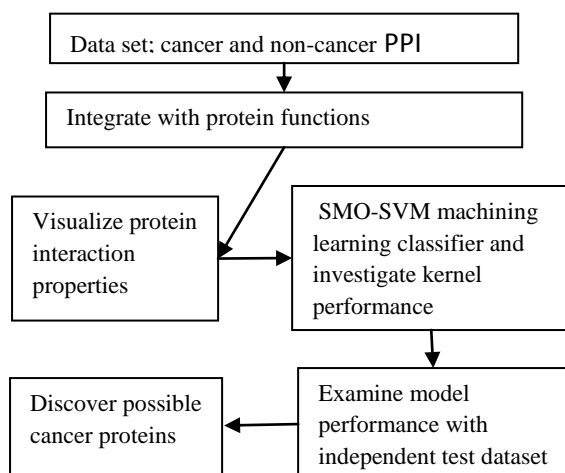 Data set; cancer and non-cancer PPI
Integrate with protein functions
Visualize protein
interaction
properties
SMO-SVM machining
learning classifier and
investigate kernel
performance
Examine model
performance with
independent test dataset
Discover possible
cancer proteins